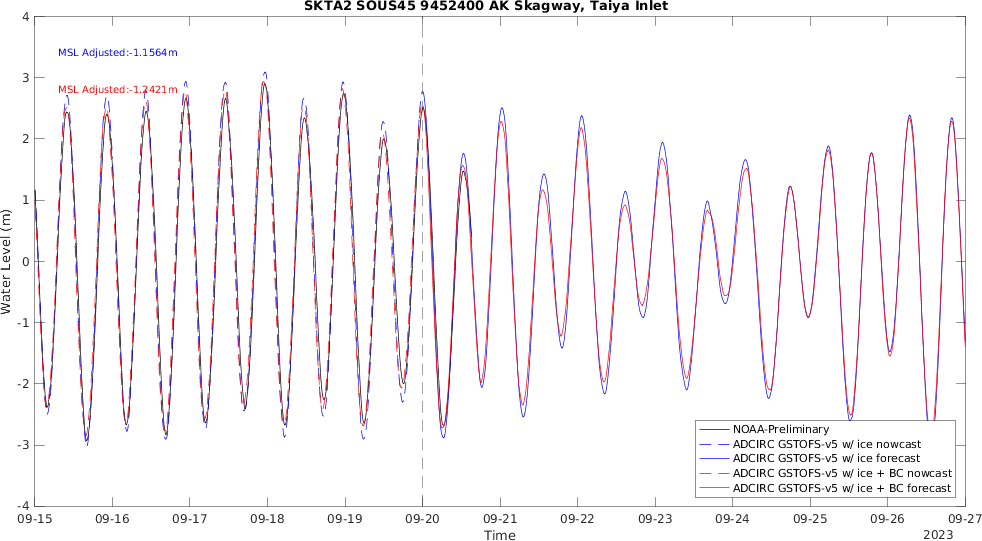 SKTA2 SOUS45 9452400 AK Skagway, Taiya Inlet
4
MSL Adjusted:-1.1564m
3
MSL Adjusted:-1.2421m
2
1
0
-1
-2
-3
-4
Water Level (m)
NOAA-Preliminary
ADCIRC GSTOFS-v5 w/ ice nowcast
ADCIRC GSTOFS-v5 w/ ice forecast
ADCIRC GSTOFS-v5 w/ ice + BC nowcast
ADCIRC GSTOFS-v5 w/ ice + BC forecast
09-15 09-16 09-17 09-18 09-19 09-20 09-21 09-22 09-23 09-24 09-25 09-26 09-27
Time
2023